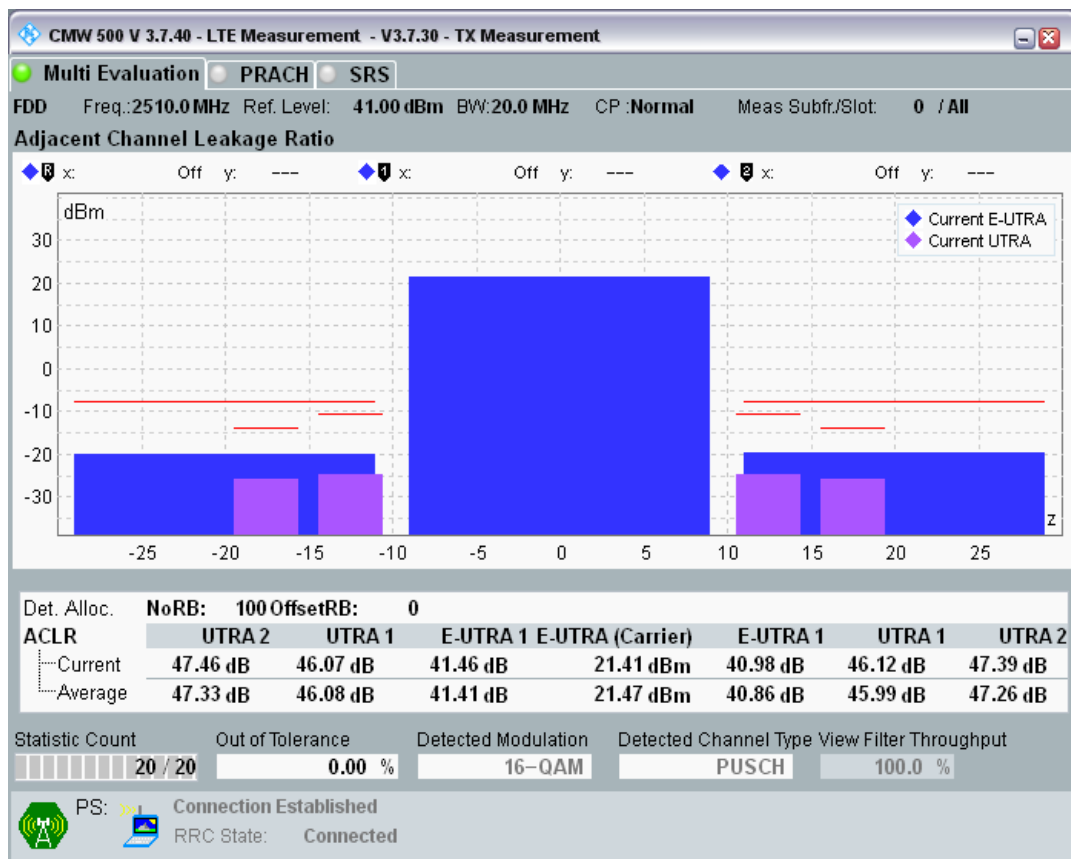 CMW 500 V 3.7.40 - LTE Measurement - V3.7.30 - TX Measurement
Multi Evaluation PRACH SRS
FDD Freq.:2510.0 MHz Ref. Level: 41.00 dBm BW:20.0 MHz CP :Normal Meas Subfr./Slot: 0 / All
Adjacent Channel Leakage Ratio
R x: Off y: --- 1 x: Off y: --- 2 x: Off y: ---
dBm
Current E-UTRA
Current UTRA
30
20
10
0
-10
-20
-30
z
-25 -20 -15 -10 -5 0 5 10 15 20 25
Det. Alloc. NoRB: 100 OffsetRB: 0
ACLR UTRA 2 UTRA 1 E-UTRA 1 E-UTRA (Carrier) E-UTRA 1 UTRA 1 UTRA 2
Current 47.46 dB 46.07 dB 41.46 dB 21.41 dBm 40.98 dB 46.12 dB 47.39 dB
Average 47.33 dB 46.08 dB 41.41 dB 21.47 dBm 40.86 dB 45.99 dB 47.26 dB
Statistic Count Out of Tolerance Detected Modulation Detected Channel Type View Filter Throughput
20 / 20 0.00 % 16-QAM PUSCH 100.0 %
PS: Connection Established
RRC State: Connected